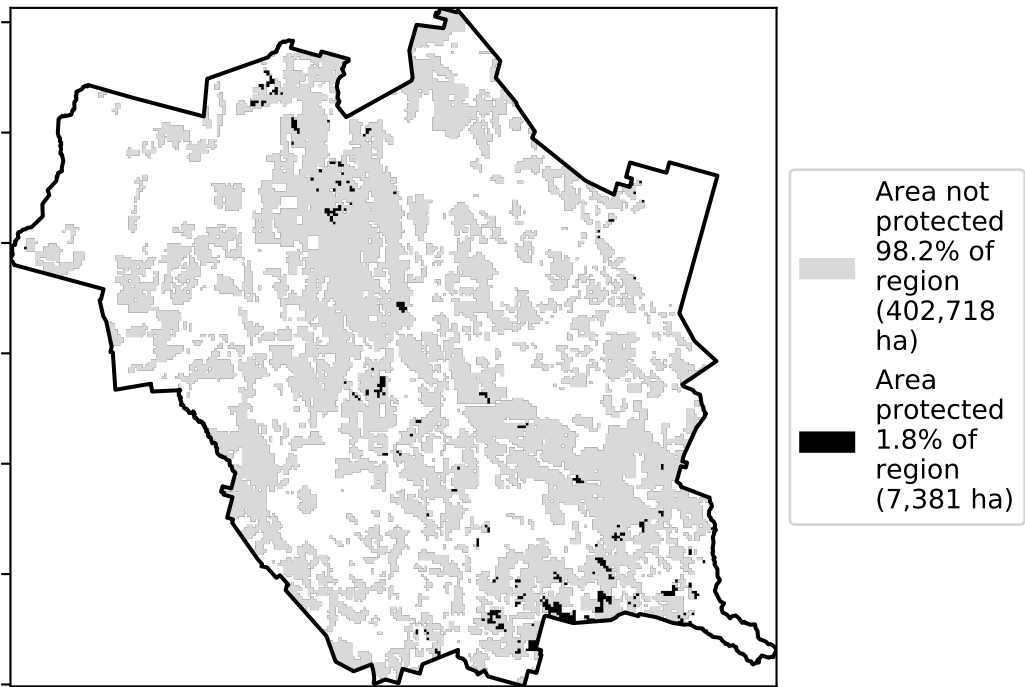 Area not
protected
98.2% of
region
(402,718
ha)
Area
protected
1.8% of
region
(7,381 ha)